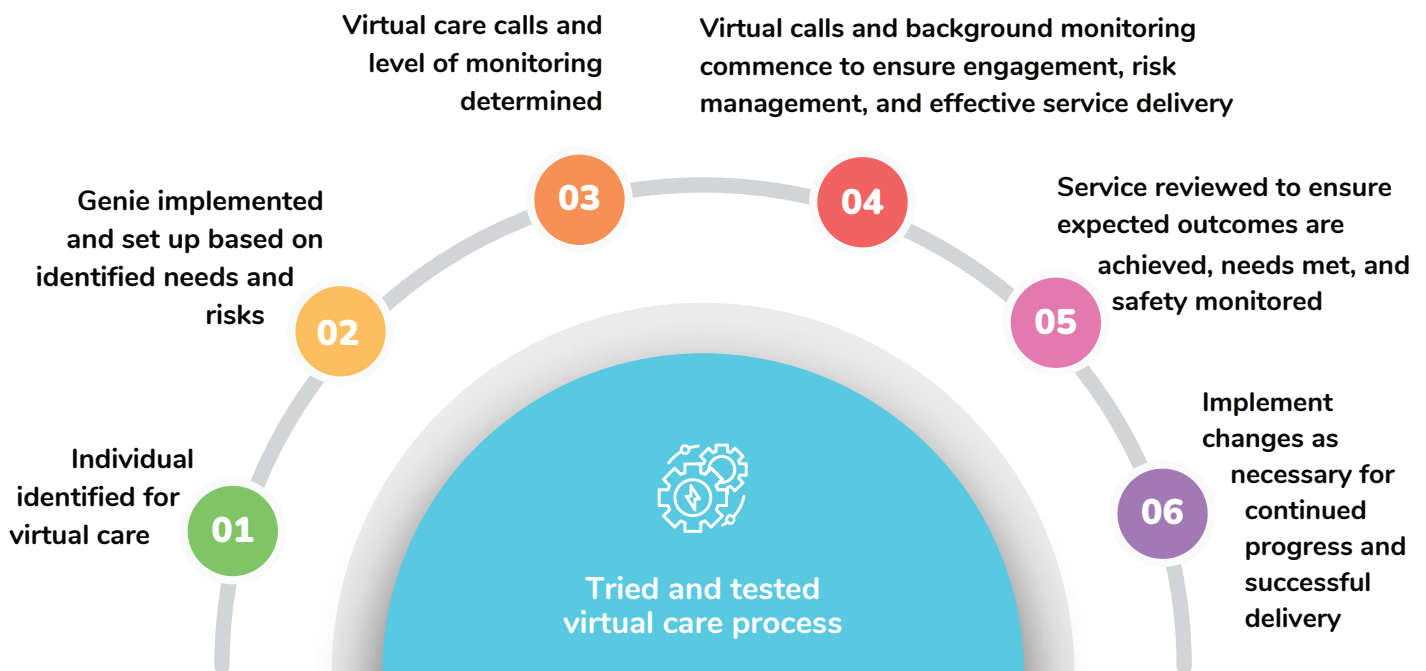 Individual
identified for
virtual care
01
Genie implemented
and set up based on
identified needs and
risks
02
Virtual care calls and
level of monitoring
determined
03
Virtual calls and background monitoring
commence to ensure engagement, risk
management, and effective service delivery
04
Service reviewed to ensure
expected outcomes are
achieved, needs met, and
safety monitored
05
Implement
changes as
necessary for
continued
progress and
successful
delivery
06
Tried and tested
virtual care process